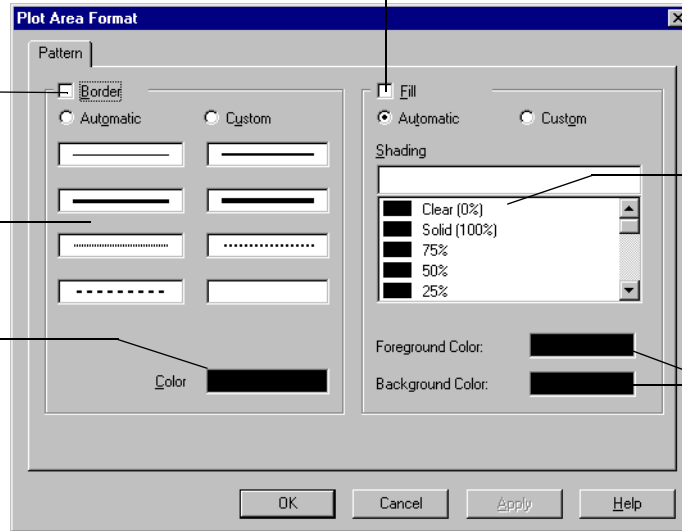 Plot Area Format
Pattern
Border
Automatic
Custom
Color
Fill
Automatic
Custom
Shading
Clear (0%)
Solid (100%)
75%
50%
25%
Foreground Color:
Background Color:
OK
Cancel
Apply
Help